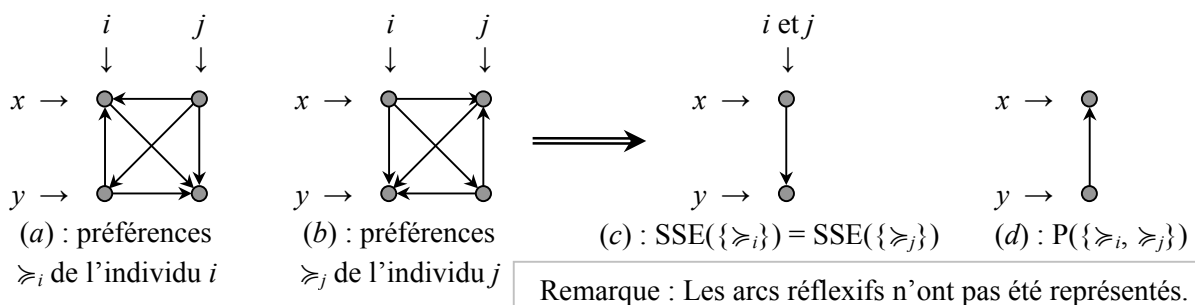 i j i j i et j
↓ ↓ ↓ ↓ ↓
x → x → x → x →
y → y → y → y →
(a) : préférences (b) : préférences (c) : SSE({≽i}) = SSE({≽j}) (d) : P({≽i, ≽j})
≽i de l’individu i ≽j de l’individu j
Remarque : Les arcs réflexifs n’ont pas été représentés.